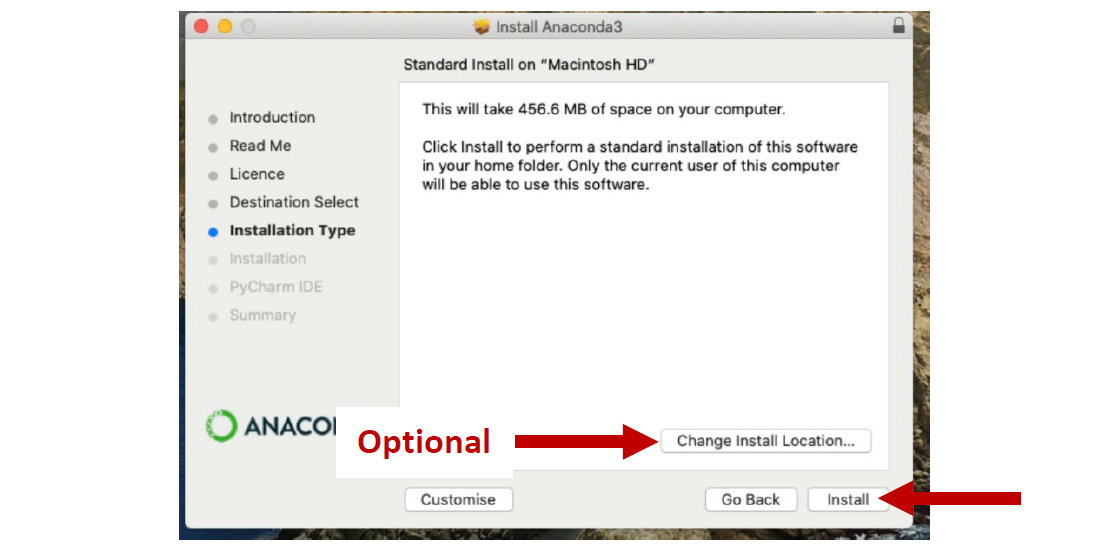 Install Anaconda3
Standard Install on “Macintosh HD”
Introduction
Read Me
Licence
Destination Select
Installation Type
Installation
PyCharm IDE
Summary
This will take 456.6 MB of space on your computer.
Click Install to perform a standard installation of this software
in your home folder. Only the current user of this computer
will be able to use this software.
ANACO
Optional
Change Install Location...
Customise
Go Back
Install